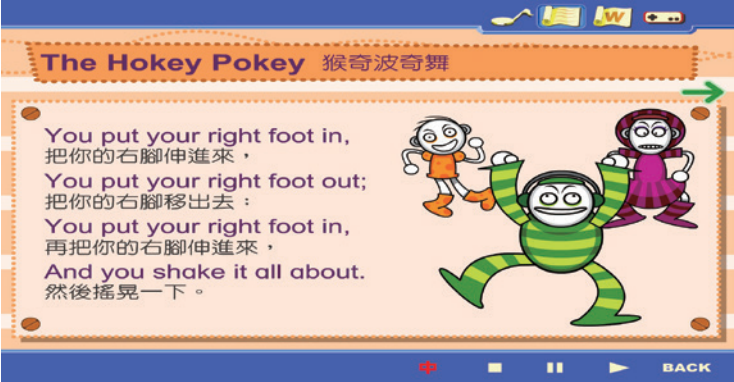 W
The Hokey Pokey 猴奇波奇舞
You put your right foot in,
把你的右腳伸進來，
You put your right foot out;
把你的右腳移出去：
You put your right foot in,
再把你的右腳伸進來，
And you shake it all about.
然後搖晃一下。
中 BACK